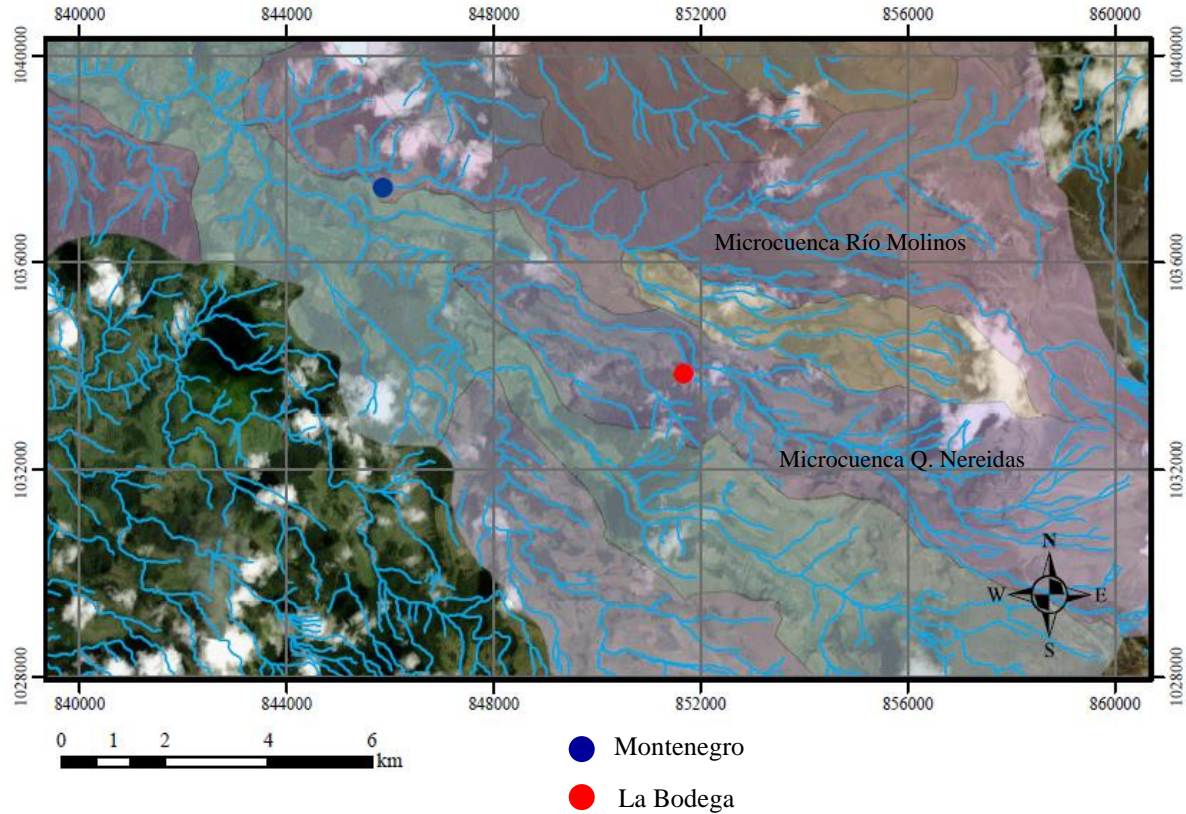 840000 844000 848000 852000 856000 860000
1040000 1040000
Microcuenca Río Molinos
1036000 1036000
Microcuenca Q. Nereidas
1032000 1032000
N
W E
S
1028000 1028000
840000 844000 848000 852000 856000 860000
0 1 2 4 6
km
Montenegro
La Bodega